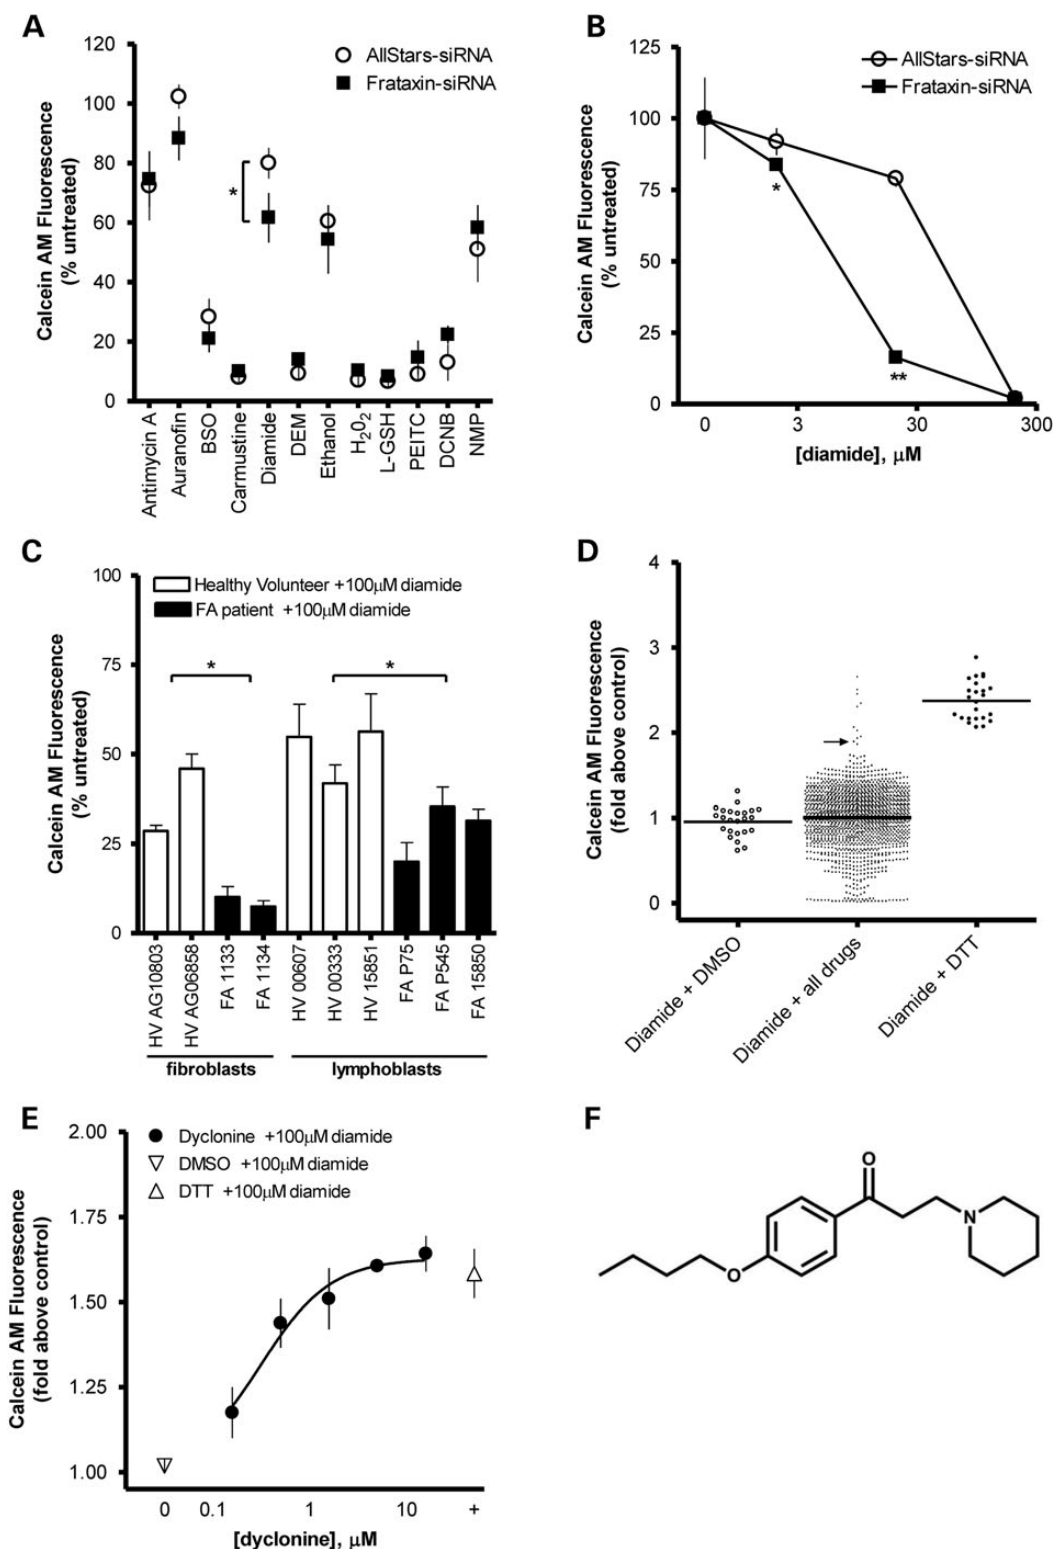 A
120
100
80
60
40
20
0
Calcein AM Fluorescence
(% untreated)
AllStars-siRNA
Frataxin-siRNA
*
Antimycin A
Auranofin
BSO
Carmustine
Diamide
DEM
Ethanol
H202
L-GSH
PEITC
DCNB
NMP
B
125
100
75
50
25
0
Calcein AM Fluorescence
(% untreated)
AllStars-siRNA
Frataxin-siRNA
*
**
0 3 30 300
[diamide], μM
C
100
75
50
25
0
Calcein AM Fluorescence
(% untreated)
Healthy Volunteer +100μM diamide
FA patient +100μM diamide
* *
HV AG10803
HV AG06858
FA 1133
FA 1134
HV 00607
HV 00333
HV 15851
FA P75
FA P545
FA 15850
fibroblasts lymphoblasts
D
4
3
2
1
0
Calcein AM Fluorescence
(fold above control)
Diamide + DMSO
Diamide + all drugs
Diamide + DTT
E
2.00
1.75
1.50
1.25
1.00
Calcein AM Fluorescence
(fold above control)
Dyclonine +100μM diamide
DMSO +100μM diamide
DTT +100μM diamide
0 0.1 1 10 +
[dyclonine], μM
F
O
N
O